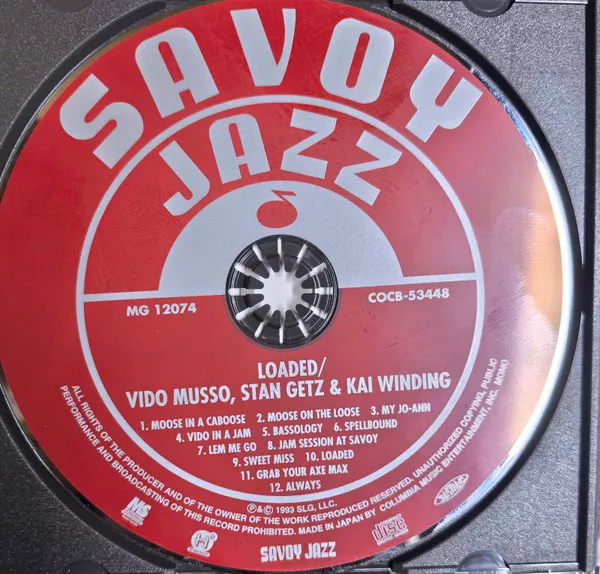 SAVOY
JAZZ
MG 12074
COCB-53448
LOADED/
VIDO MUSSO, STAN GETZ & KAI WINDING
1. MOOSE IN A CABOOSE 2. MOOSE ON THE LOOSE 3. MY JO-ANN
4. VIDO IN A JAM 5. BASSOLOGY 6. SPELLBOUND
7. LEM ME GO 8. JAM SESSION AT SAVOY
9. SWEET MISS 10. LOADED
11. GRAB YOUR AXE MAX
12. ALWAYS
ALL RIGHTS OF THE PRODUCER AND OF THE OWNER OF THE WORK REPRODUCED RESERVED. UNAUTHORIZED COPYING, PUBLIC
PERFORMANCE AND BROADCASTING OF THIS RECORD PROHIBITED. MADE IN JAPAN BY COLUMBIA MUSIC ENTERTAINMENT, INC. MONO
℗&© 1993 SLG, LLC.
disc
SAVOY JAZZ